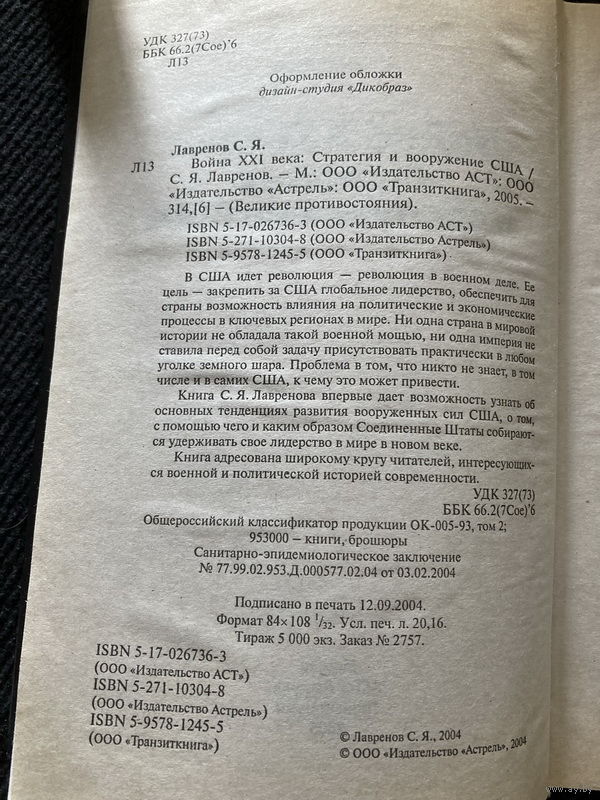 УДК 327(73)
ББК 66.2(7Сое)˙6
Л13
Оформление обложки
дизайн-студия «Дикобраз»
Лавренов С. Я.
Л13 Война XXI века: Стратегия и вооружение США /
С. Я. Лавренов. — М.: ООО «Издательство АСТ»: ООО
«Издательство «Астрель»: ООО «Транзиткнига», 2005. —
314,[6] — (Великие противостояния).
ISBN 5-17-026736-3 (ООО «Издательство АСТ»)
ISBN 5-271-10304-8 (ООО «Издательство Астрель»)
ISBN 5-9578-1245-5 (ООО «Транзиткнига»)
В США идет революция — революция в военном деле. Ее
цель — закрепить за США глобальное лидерство, обеспечить для
страны возможность влияния на политические и экономические
процессы в ключевых регионах в мире. Ни одна страна в мировой
истории не обладала такой военной мощью, ни одна империя не
ставила перед собой задачу присутствовать практически в любом
уголке земного шара. Проблема в том, что никто не знает, в том
числе и в самих США, к чему это может привести.
Книга С. Я. Лавренова впервые дает возможность узнать об
основных тенденциях развития вооруженных сил США, о том,
с помощью чего и каким образом Соединенные Штаты собирают-
ся удерживать свое лидерство в мире в новом веке.
Книга адресована широкому кругу читателей, интересующих-
ся военной и политической историей современности.
УДК 327(73)
ББК 66.2(7Сое)˙6
Общероссийский классификатор продукции ОК-005-93, том 2;
953000 — книги, брошюры
Санитарно-эпидемиологическое заключение
№ 77.99.02.953.Д.000577.02.04 от 03.02.2004
Подписано в печать 12.09.2004.
Формат 84×108 1/32. Усл. печ. л. 20,16.
Тираж 5 000 экз. Заказ № 2757.
ISBN 5-17-026736-3
(ООО «Издательство АСТ»)
ISBN 5-271-10304-8
(ООО «Издательство Астрель»)
ISBN 5-9578-1245-5
(ООО «Транзиткнига»)
© Лавренов С. Я., 2004
© ООО «Издательство «Астрель», 2004
www.ay.by